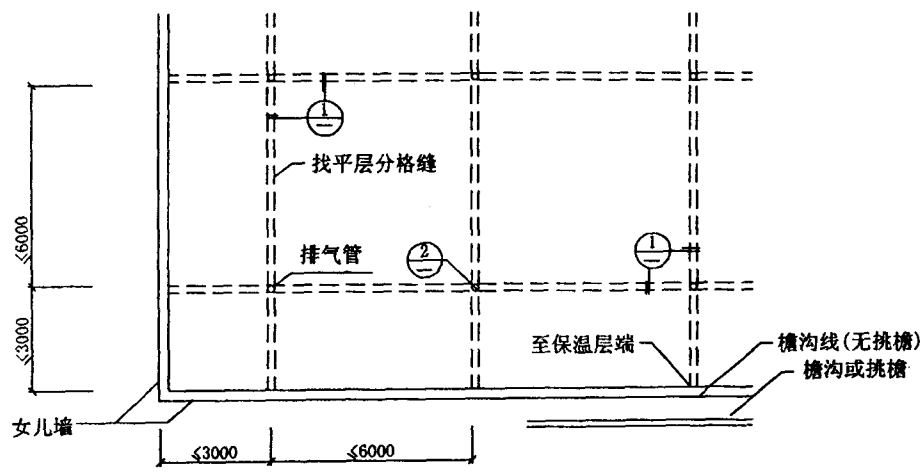 1
找平层分格缝
≤6000
排气管
2
1
≤3000
至保温层端
檐沟线(无挑檐)
檐沟或挑檐
女儿墙
≤3000
≤6000